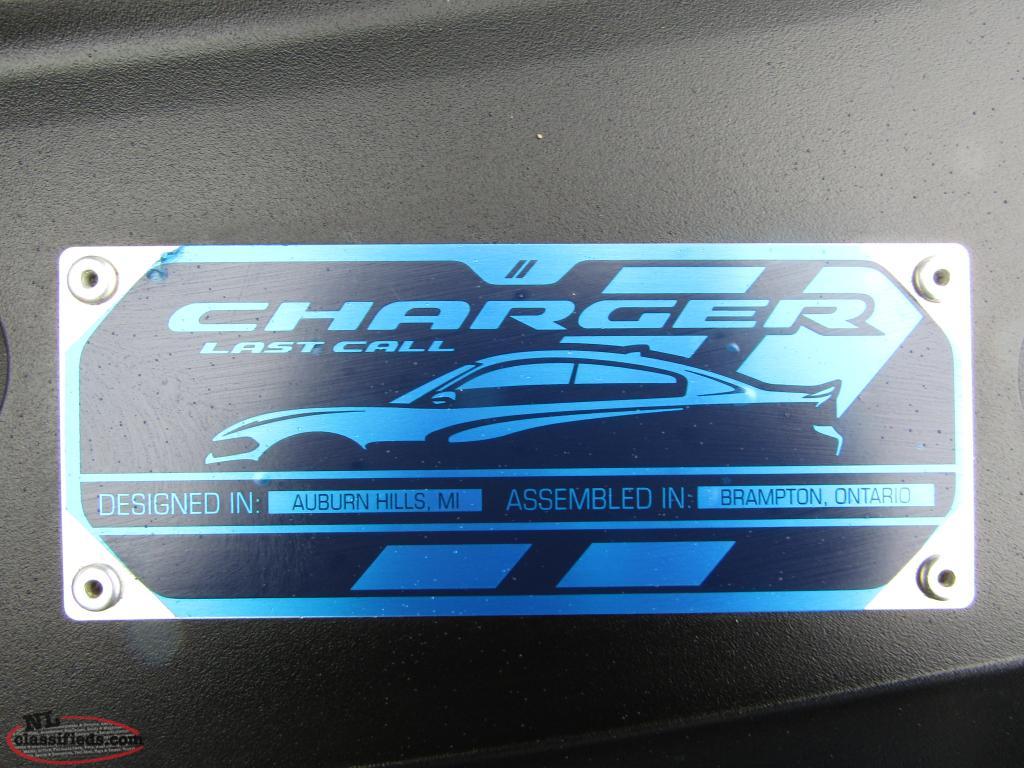 CHARGER
LAST CALL
DESIGNED IN: AUBURN HILLS, MI ASSEMBLED IN: BRAMPTON, ONTARIO
NL
classifieds.com